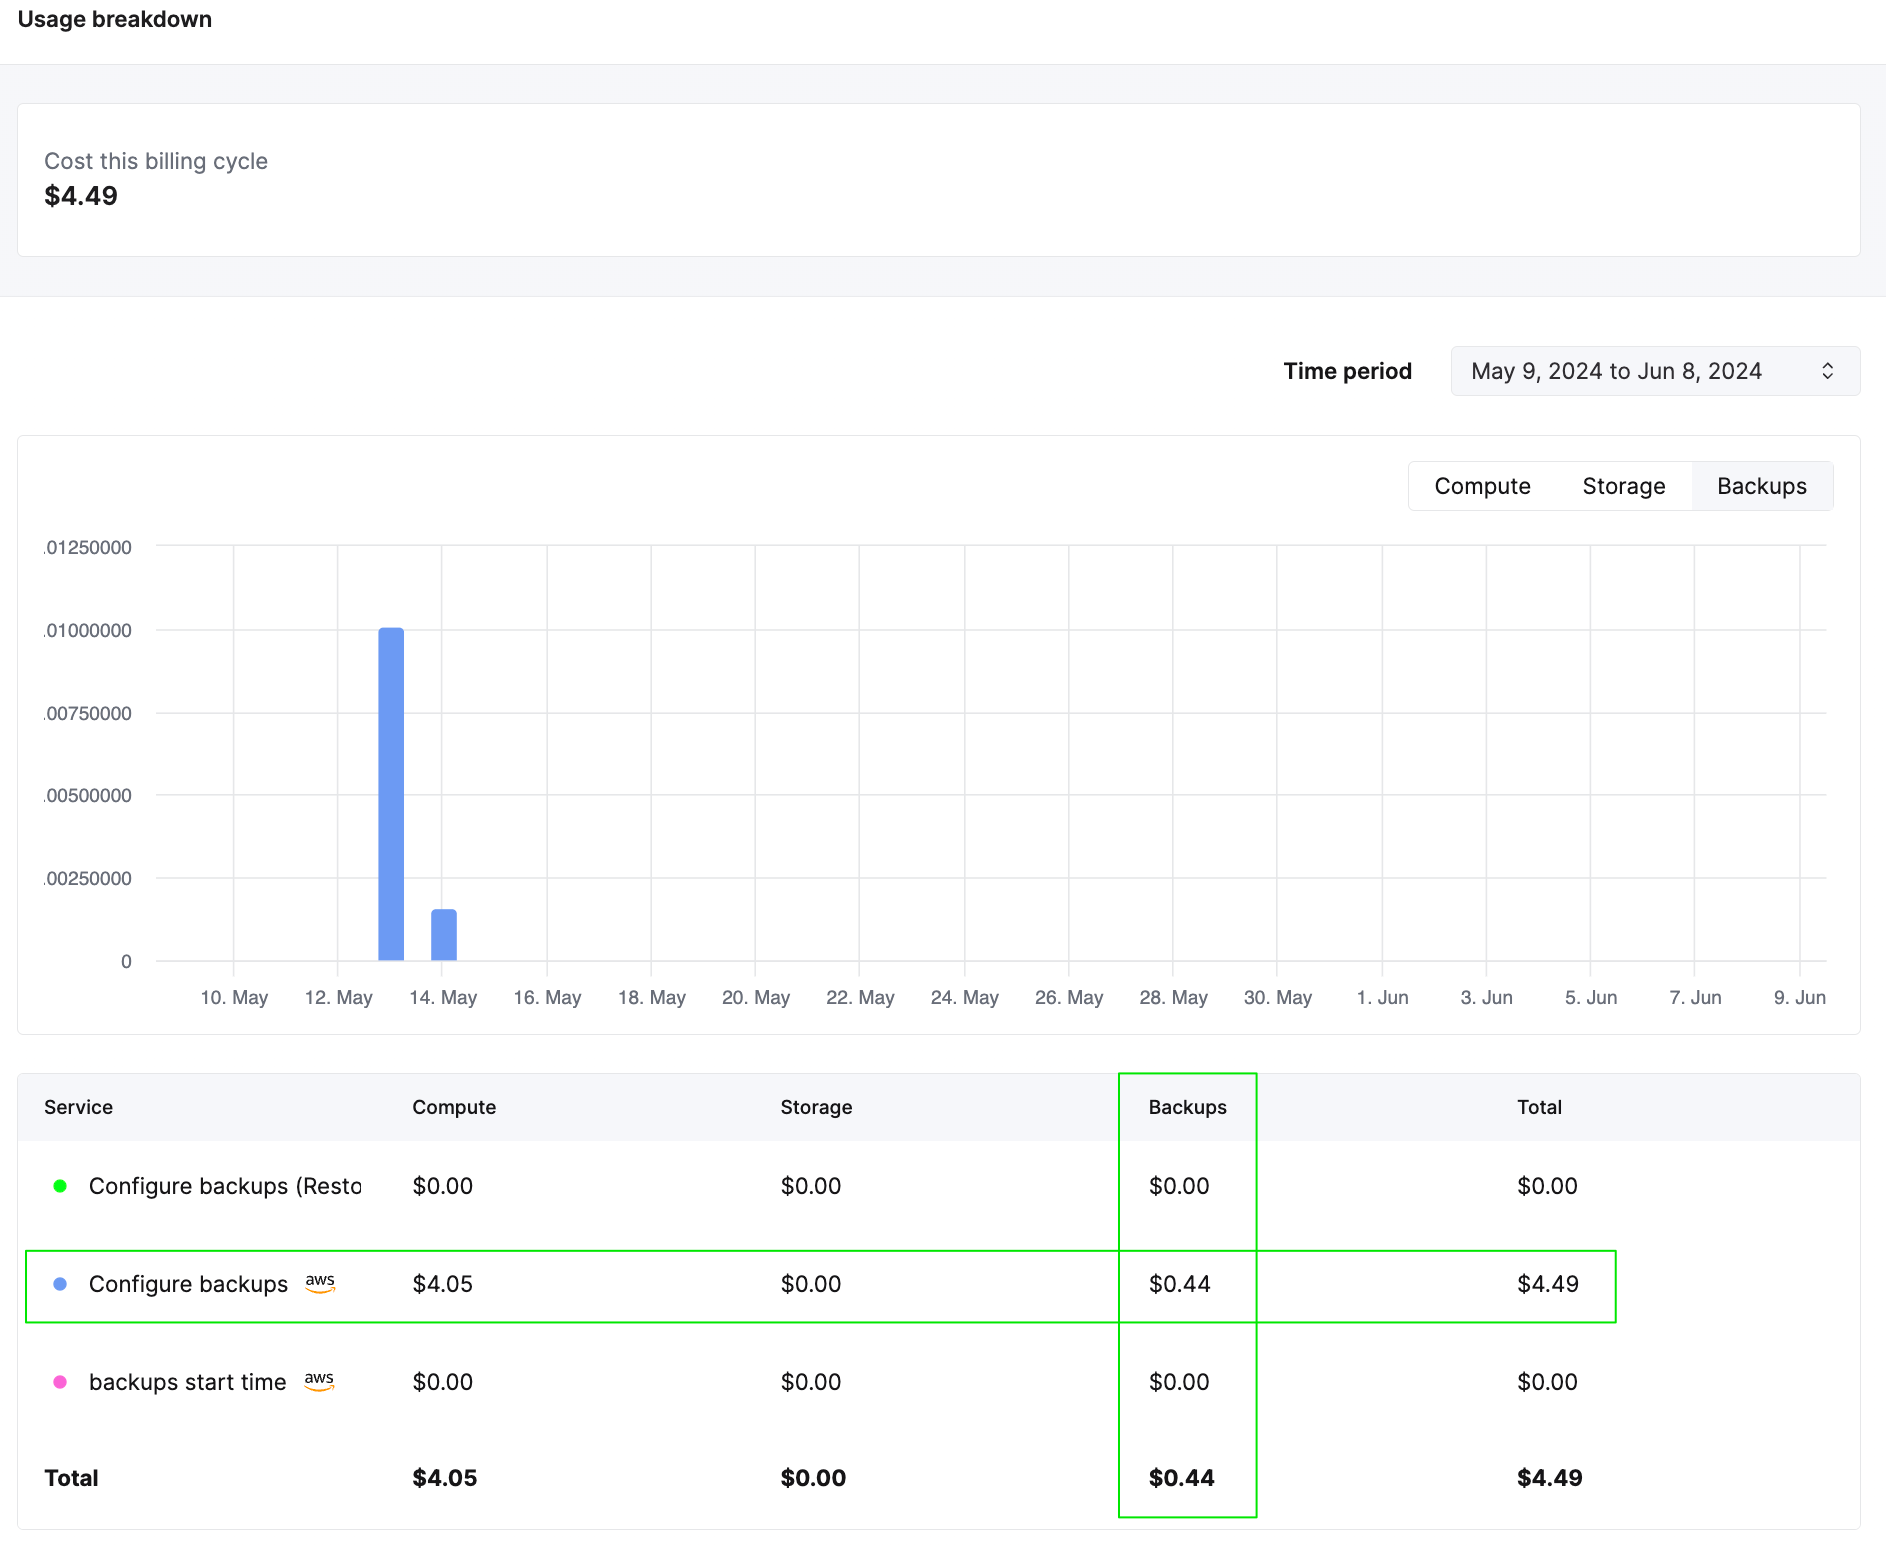 Usage breakdown
Cost this billing cycle
$4.49
Time period May 9, 2024 to Jun 8, 2024
Compute Storage Backups
.01250000
.01000000
.00750000
.00500000
.00250000
0
10. May 12. May 14. May 16. May 18. May 20. May 22. May 24. May 26. May 28. May 30. May 1. Jun 3. Jun 5. Jun 7. Jun 9. Jun
Service Compute Storage Backups Total
Configure backups (Resto $0.00 $0.00 $0.00 $0.00
Configure backups aws $4.05 $0.00 $0.44 $4.49
backups start time aws $0.00 $0.00 $0.00 $0.00
Total $4.05 $0.00 $0.44 $4.49